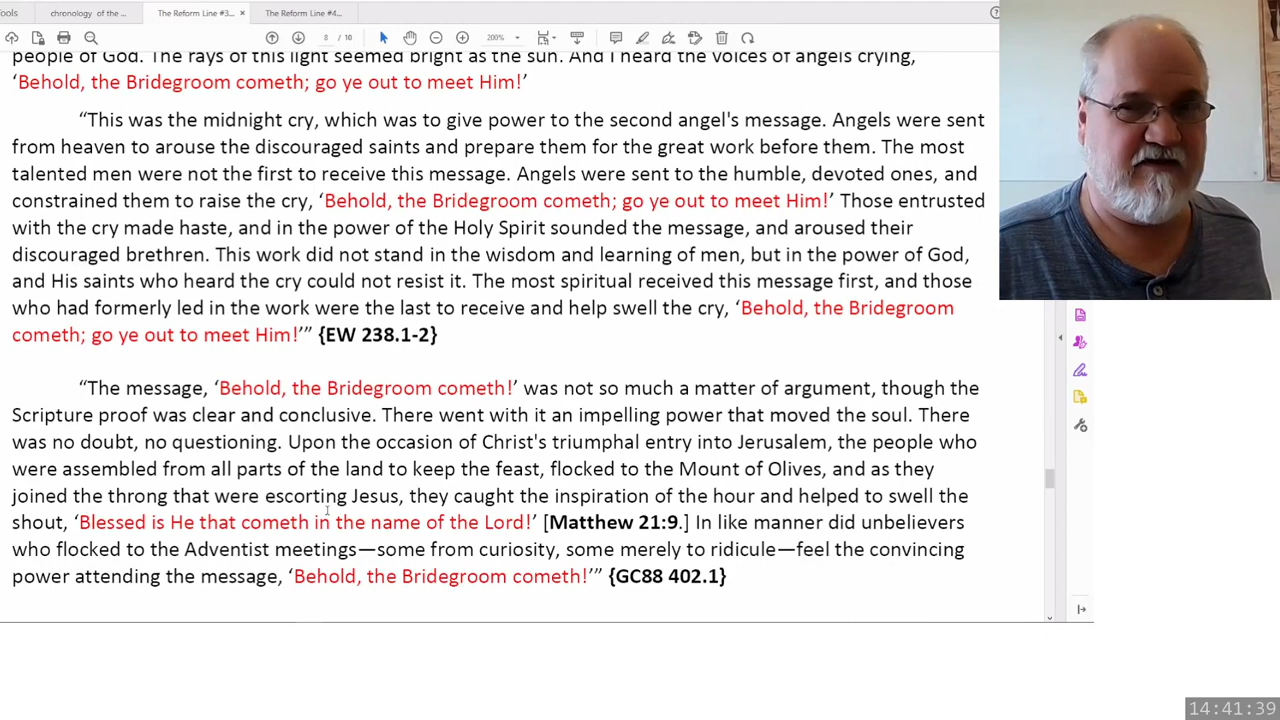 ools
chronology of the ...
The Reform Line #3...
×
The Reform Line #4...
8 / 10
200%
people of God. The rays of this light seemed bright as the sun. And I heard the voices of angels crying,
‘Behold, the Bridegroom cometh; go ye out to meet Him!’
“This was the midnight cry, which was to give power to the second angel's message. Angels were sent
from heaven to arouse the discouraged saints and prepare them for the great work before them. The most
talented men were not the first to receive this message. Angels were sent to the humble, devoted ones, and
constrained them to raise the cry, ‘Behold, the Bridegroom cometh; go ye out to meet Him!’ Those entrusted
with the cry made haste, and in the power of the Holy Spirit sounded the message, and aroused their
discouraged brethren. This work did not stand in the wisdom and learning of men, but in the power of God,
and His saints who heard the cry could not resist it. The most spiritual received this message first, and those
who had formerly led in the work were the last to receive and help swell the cry, ‘Behold, the Bridegroom
cometh; go ye out to meet Him!’” {EW 238.1-2}
“The message, ‘Behold, the Bridegroom cometh!’ was not so much a matter of argument, though the
Scripture proof was clear and conclusive. There went with it an impelling power that moved the soul. There
was no doubt, no questioning. Upon the occasion of Christ's triumphal entry into Jerusalem, the people who
were assembled from all parts of the land to keep the feast, flocked to the Mount of Olives, and as they
joined the throng that were escorting Jesus, they caught the inspiration of the hour and helped to swell the
shout, ‘Blessed is He that cometh in the name of the Lord!’ [Matthew 21:9.] In like manner did unbelievers
who flocked to the Adventist meetings—some from curiosity, some merely to ridicule—feel the convincing
power attending the message, ‘Behold, the Bridegroom cometh!’” {GC88 402.1}
14:41:39